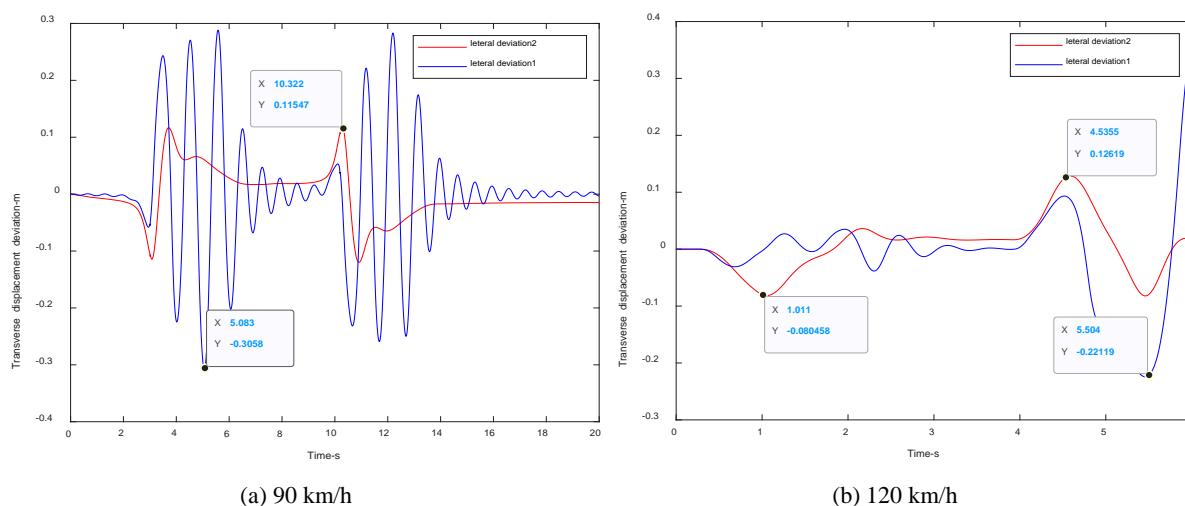 0.3
0.2
0.1
0
-0.1
-0.2
-0.3
-0.4
Transverse displacement deviation-m
0 2 4 6 8 10 12 14 16 18 20
Time-s
leteral deviation2
leteral deviation1
X 10.322
Y 0.11547
X 5.083
Y -0.3058
(a) 90 km/h
0.4
0.3
0.2
0.1
0
-0.1
-0.2
-0.3
Transverse displacement deviation-m
0 1 2 3 4 5
Time-s
leteral deviation2
leteral deviation1
X 4.5355
Y 0.12619
X 1.011
Y -0.080458
X 5.504
Y -0.22119
(b) 120 km/h